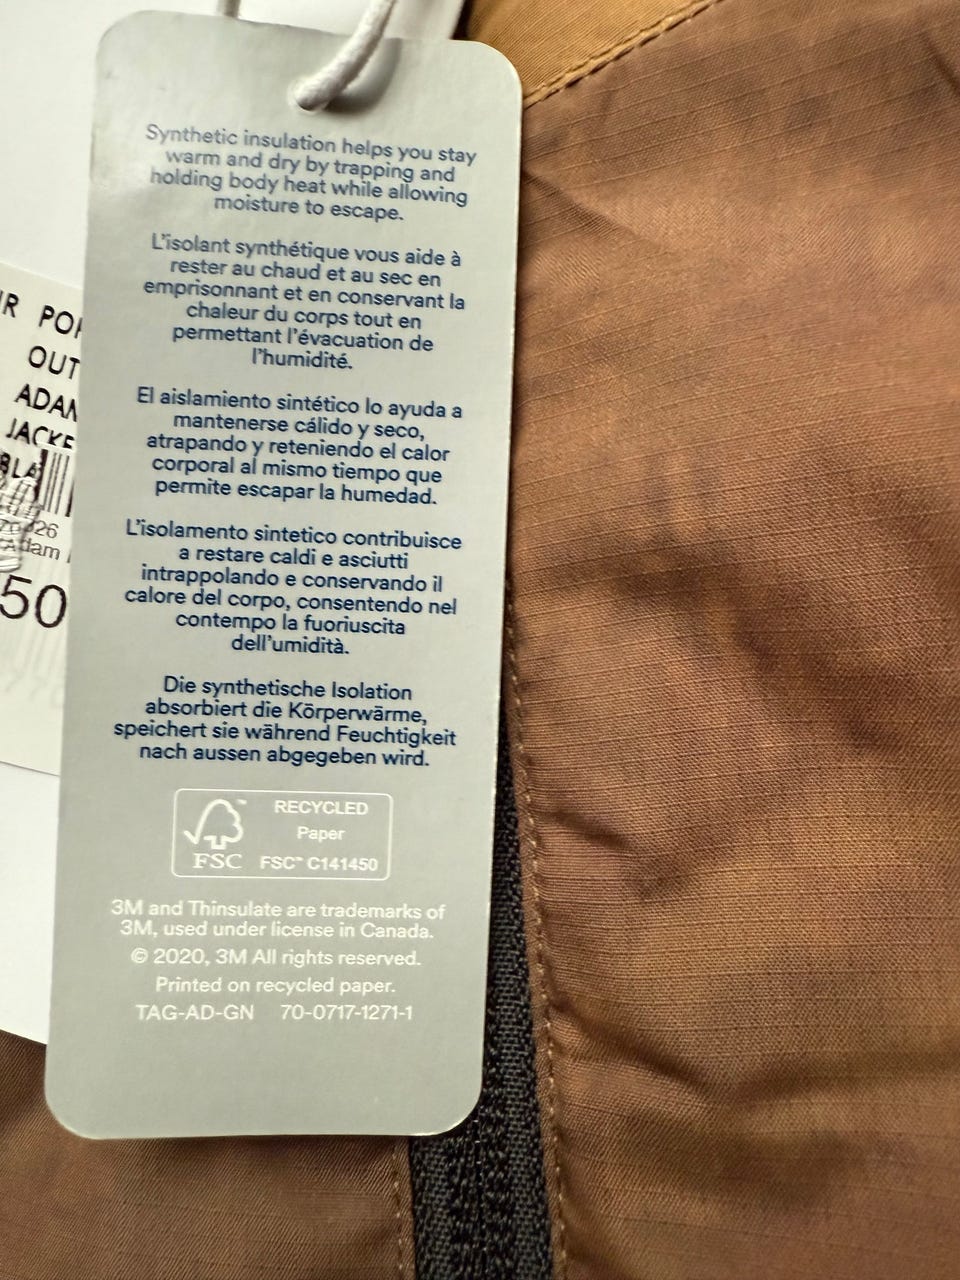 Synthetic insulation helps you stay
warm and dry by trapping and
holding body heat while allowing
moisture to escape.
L'isolant synthétique vous aide à
rester au chaud et au sec en
emprisonnant et en conservant la
chaleur du corps tout en
permettant l'évacuation de
l'humidité.
El aislamiento sintético lo ayuda a
mantenerse cálido y seco,
atrapando y reteniendo el calor
corporal al mismo tiempo que
permite escapar la humedad.
L'isolamento sintetico contribuisce
a restare caldi e asciutti
intrappolando e conservando il
calore del corpo, consentendo nel
contempo la fuoriuscita
dell'umidità.
Die synthetische Isolation
absorbiert die Körperwärme,
speichert sie während Feuchtigkeit
nach aussen abgegeben wird.
RECYCLED
Paper
FSC™ C141450
FSC
3M and Thinsulate are trademarks of
3M, used under license in Canada.
© 2020, 3M All rights reserved.
Printed on recycled paper.
TAG-AD-GN 70-0717-1271-1
OUT
ADAM
JACKE
BLA
Adam
50